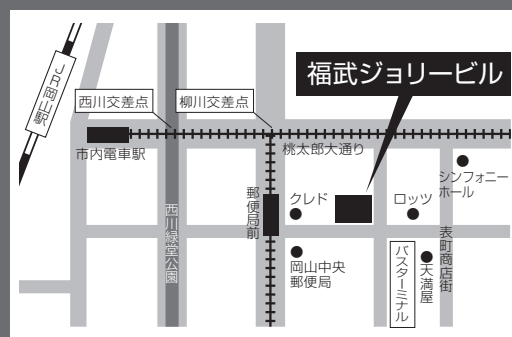 福武ジョリービル
JR岡山駅
西川交差点
柳川交差点
市内電車駅
桃太郎大通り
シンフォニー
ホール
郵便局前
クレド
ロッツ
西川緑堂公園
表町商店街
岡山中央
郵便局
バスターミナル
天満屋